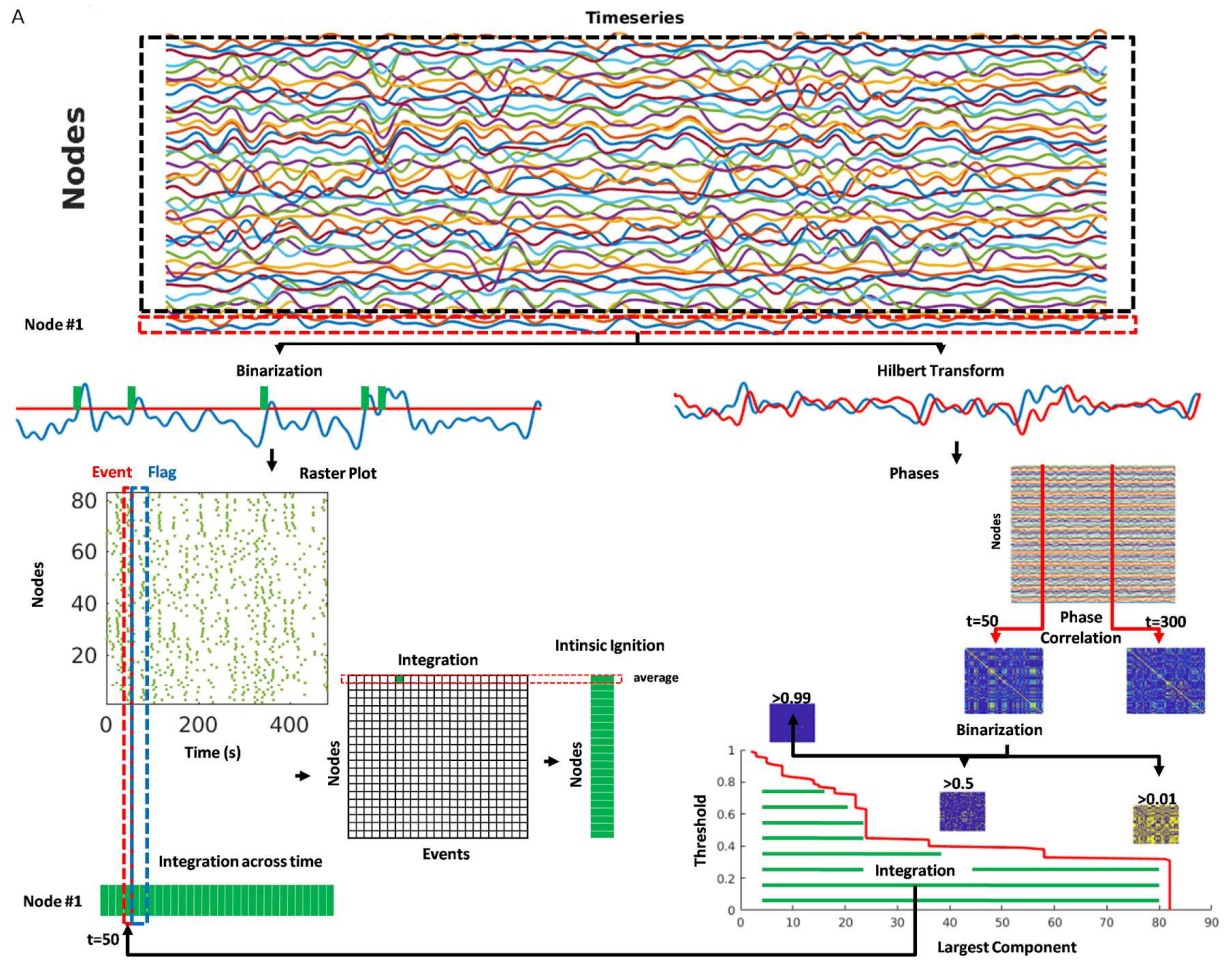 A
Timeseries
Nodes
Node #1
Binarization
Hilbert Transform
Event
Flag
Raster Plot
Phases
80
60
40
20
Nodes
0
200
400
Time (s)
Nodes
t=50
Phase
Correlation
t=300
Integration
Intrinsic Ignition
average
Nodes
Events
Nodes
>0.99
Binarization
>0.5
>0.01
1
0.8
0.6
0.4
0.2
0
Threshold
Integration
0
10
20
30
40
50
60
70
80
90
Largest Component
Integration across time
Node #1
t=50